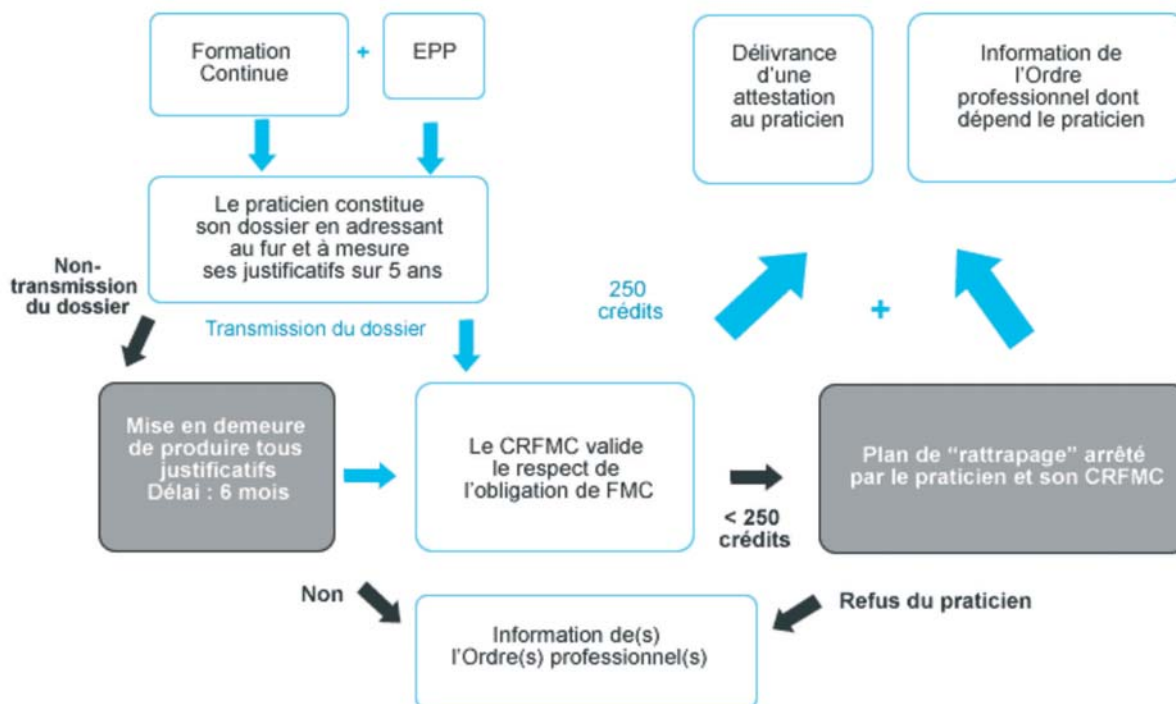 Formation
Continue
+
EPP
Délivrance
d'une
attestation
au praticien
Information de
l'Ordre
professionnel dont
dépend le praticien
Le praticien constitue
son dossier en adressant
au fur et à mesure
ses justificatifs sur 5 ans
Non-
transmission
du dossier
Transmission du dossier
250
crédits
+
Mise en demeure
de produire tous
justificatifs
Délai : 6 mois
Le CRFMC valide
le respect de
l'obligation de FMC
< 250
crédits
Plan de “rattrapage” arrêté
par le praticien et son CRFMC
Non
Refus du praticien
Information de(s)
l'Ordre(s) professionnel(s)